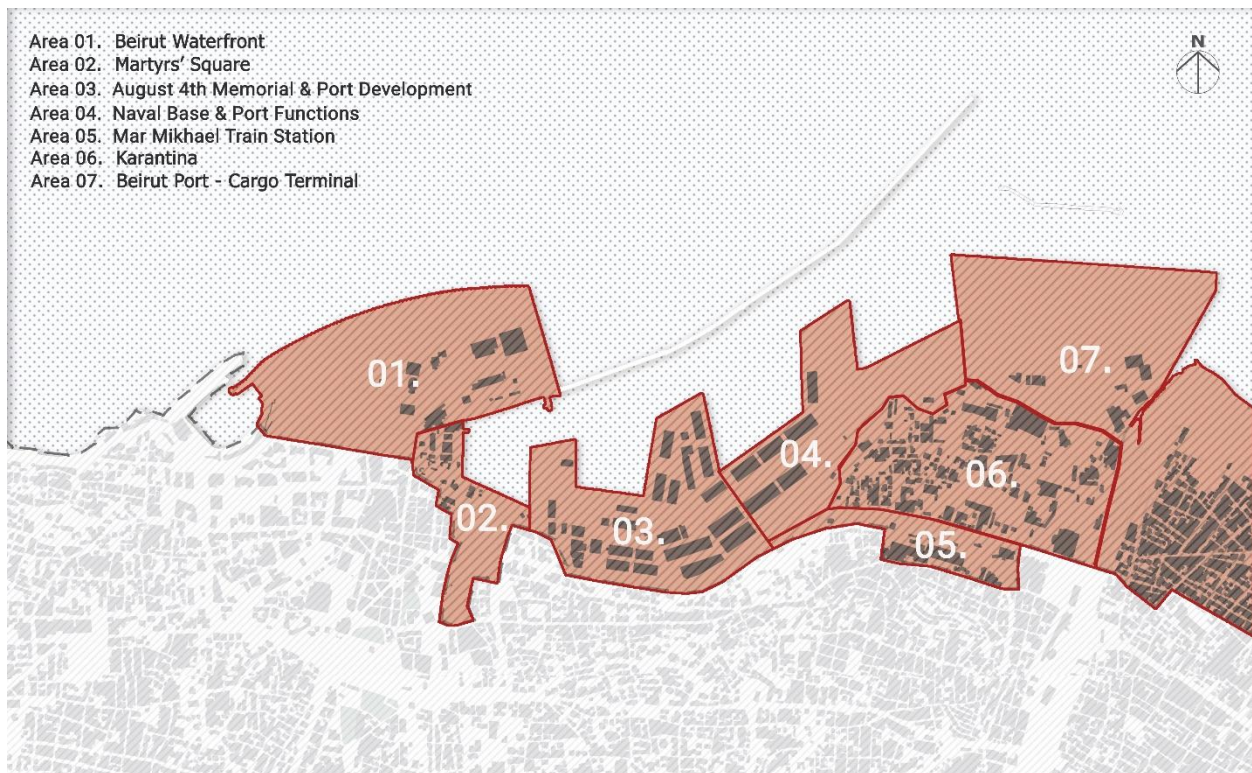 Area 01. Beirut Waterfront
Area 02. Martyrs' Square
Area 03. August 4th Memorial & Port Development
Area 04. Naval Base & Port Functions
Area 05. Mar Mikhael Train Station
Area 06. Karantina
Area 07. Beirut Port - Cargo Terminal
N
01.
02.
03.
04.
05.
06.
07.